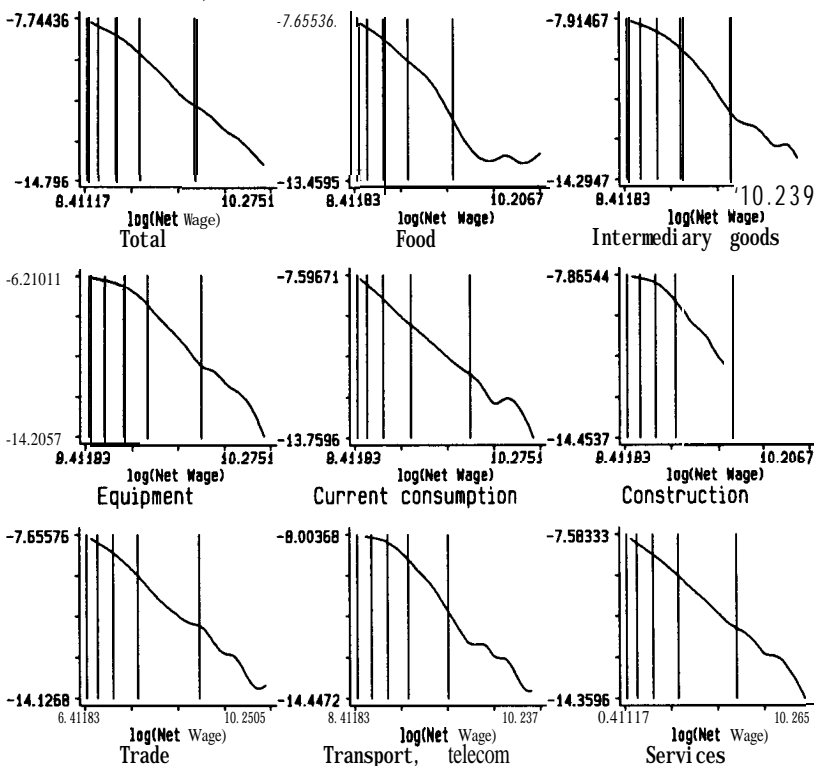 -7.74436
-14.796
8.41117 10.2751
log(Net Wage)
Total
-7.65536.
-13.4595
8.41183 10.2067
log(Net Wage)
Food
-7.91467
-14.2947
8.41183 10.239
log(Net Wage)
Intermediary goods
-6.21011
-14.2057
8.41183 10.2751
log(Net Wage)
Equipment
-7.59671
-13.7596
8.41183 10.2751
log(Net Wage)
Current consumption
-7.86544
-14.4537
8.41183 10.2067
log(Net Wage)
Construction
-7.65576
-14.1268
6.41183 10.2505
log(Net Wage)
Trade
-8.00368
-14.4472
8.41183 10.237
log(Net Wage)
Transport, telecom
-7.58333
-14.3596
0.41117 10.265
log(Net Wage)
Services